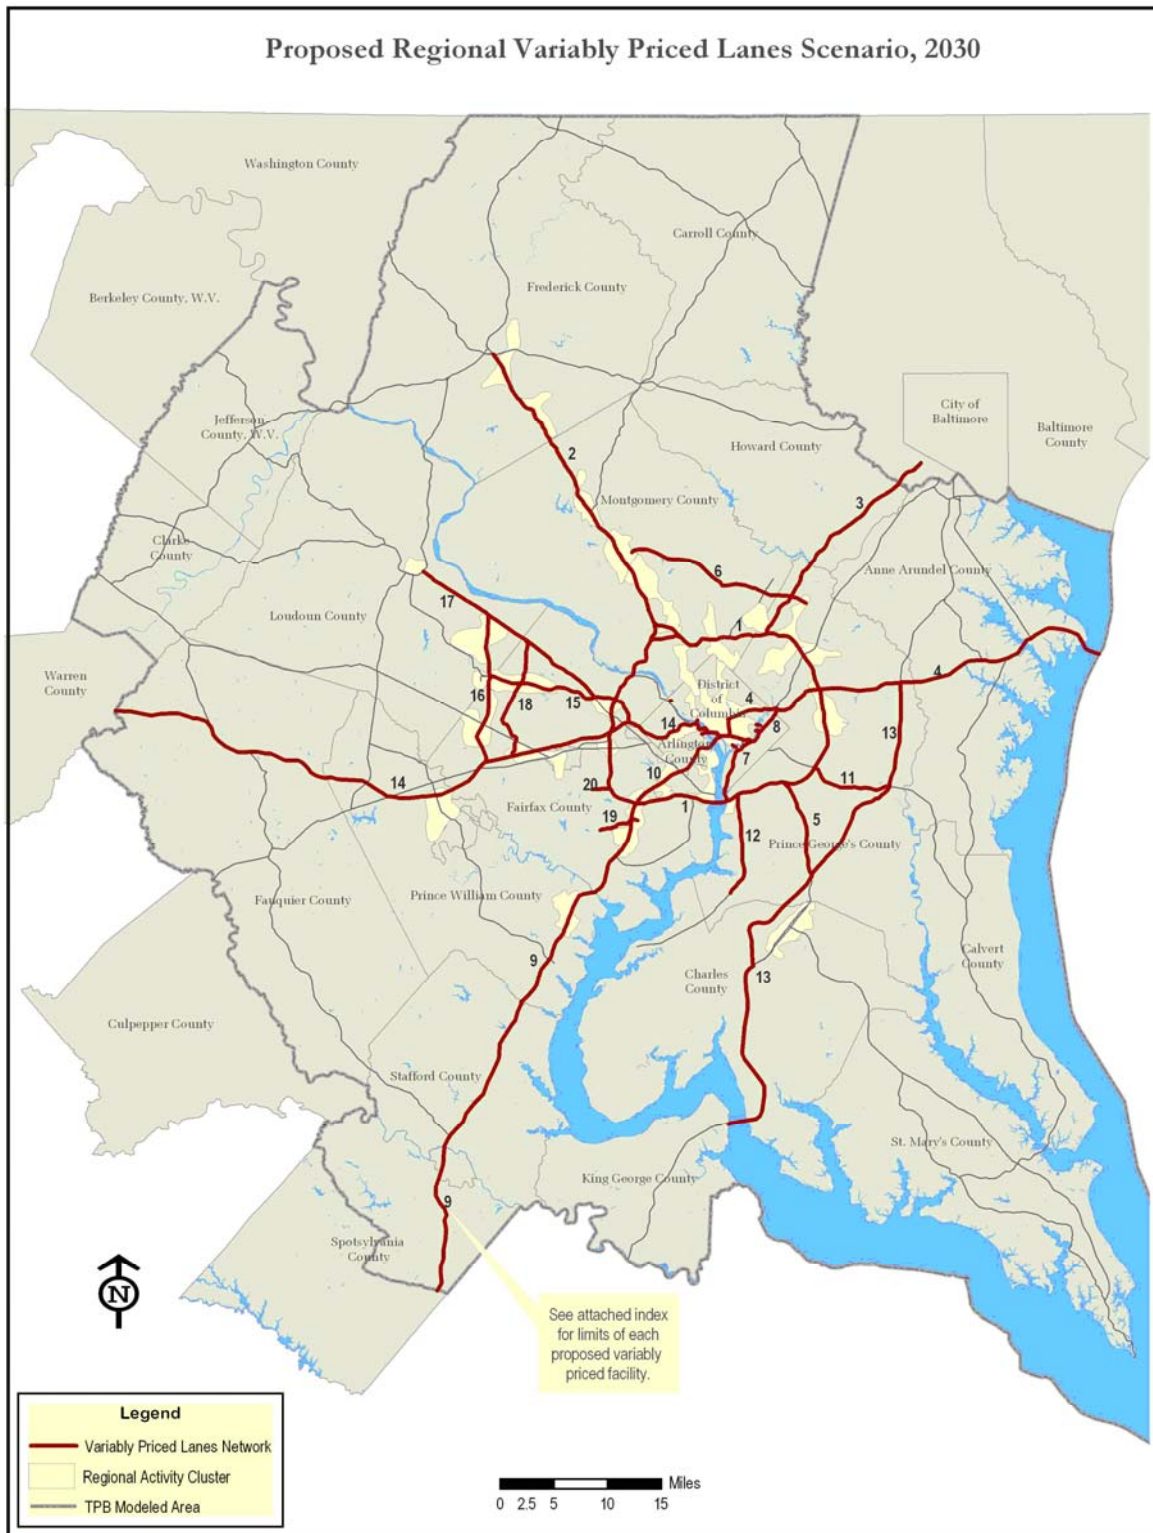 Proposed Regional Variably Priced Lanes Scenario, 2030
Washington County
Carroll County
Berkeley County, W.V.
Frederick County
City of
Baltimore
Jefferson
County, W.V.
Baltimore
County
Howard County
2
Montgomery County
3
Clarke
County
6
Anne Arundel County
17
Loudoun County
1
4
Warren
County
District
of
Columbia
16
18
15
4
14
8
13
Arlington
County
7
10
11
14
20
Fairfax County
1
5
19
12
Prince George's County
Prince William County
Fauquier County
9
Calvert
County
Charles
County
13
Culpepper County
Stafford County
St. Mary's County
King George County
9
Spotsylvania
County
N
See attached index
for limits of each
proposed variably
priced facility.
Legend
Variably Priced Lanes Network
Regional Activity Cluster
TPB Modeled Area
Miles
0 2.5 5 10 15